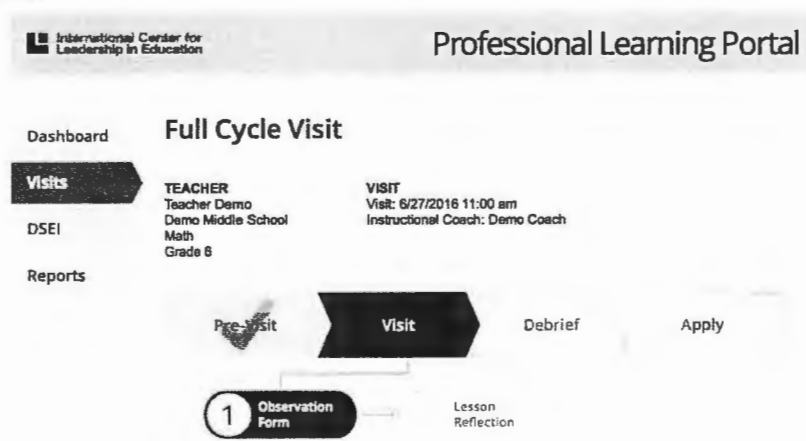 International Center for
Leadership in Education
Professional Learning Portal
Dashboard
Visits
DSEI
Reports
Full Cycle Visit
TEACHER
Teacher Demo
Demo Middle School
Math
Grade 6
VISIT
Visit: 6/27/2016 11:00 am
Instructional Coach: Demo Coach
Pre-Visit
Visit
Debrief
Apply
1
Observation
Form
Lesson
Reflection